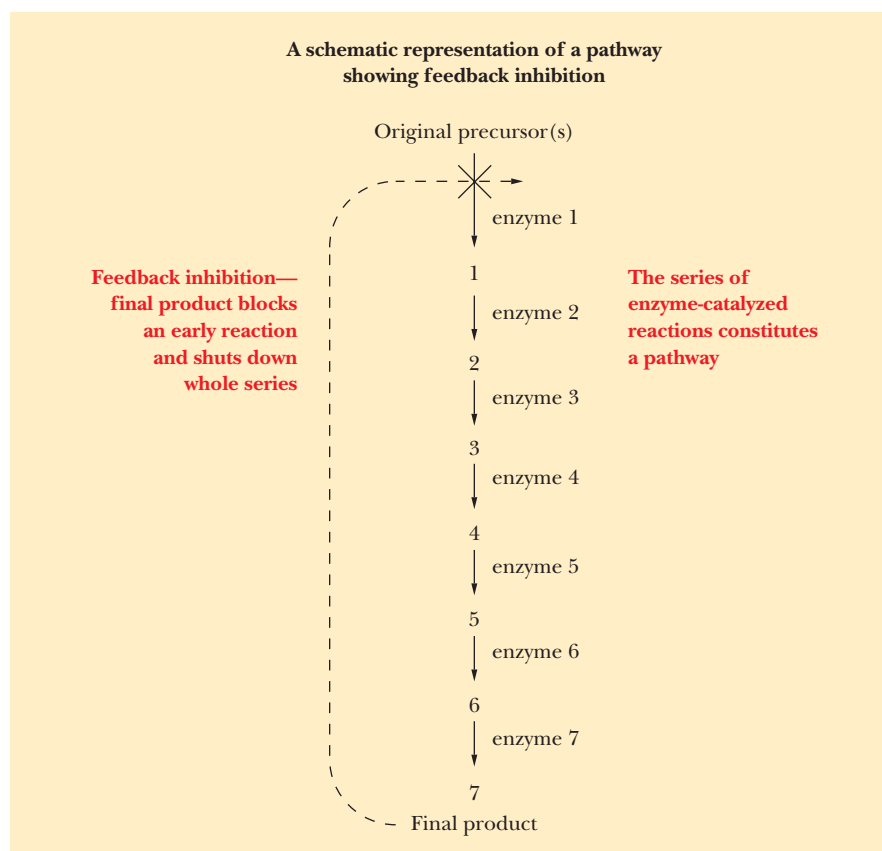 A schematic representation of a pathway
showing feedback inhibition
Original precursor(s)
enzyme 1
Feedback inhibition—
final product blocks
an early reaction
and shuts down
whole series
1
The series of
enzyme-catalyzed
reactions constitutes
a pathway
enzyme 2
2
enzyme 3
3
enzyme 4
4
enzyme 5
5
enzyme 6
6
enzyme 7
7
Final product